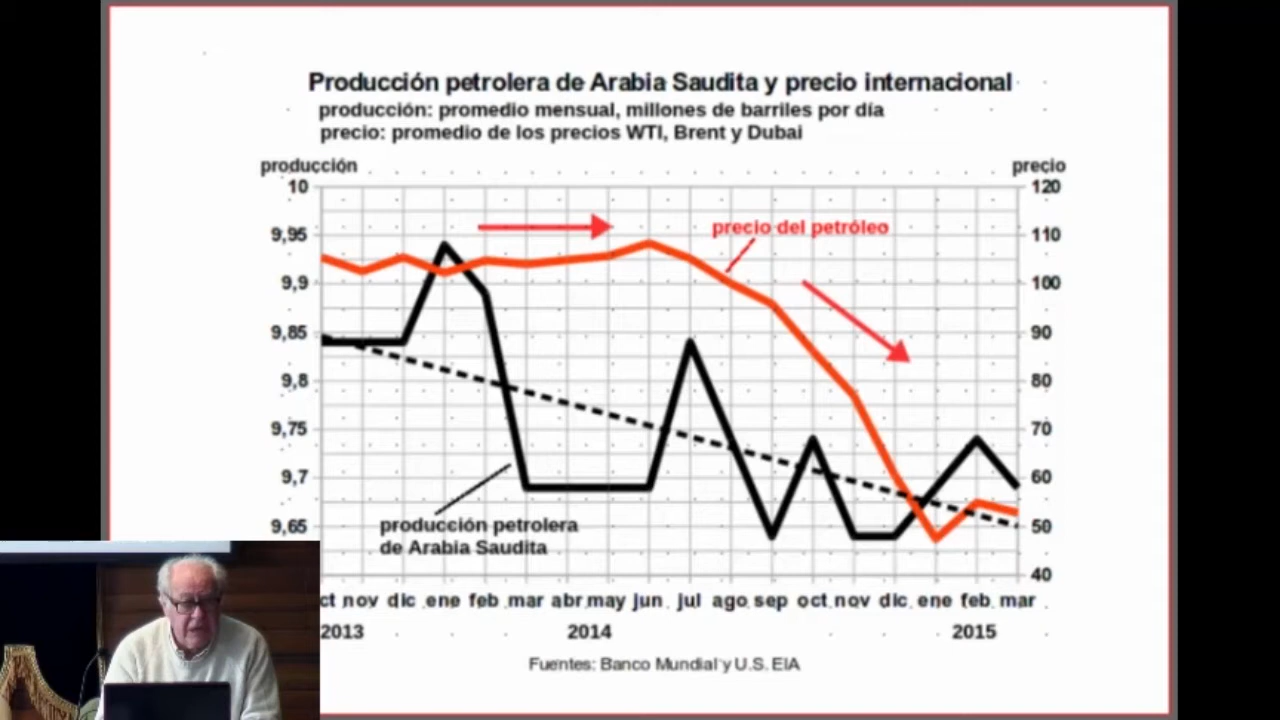 Producción petrolera de Arabia Saudita y precio internacional
producción: promedio mensual, millones de barriles por día
precio: promedio de los precios WTI, Brent y Dubai
producción precio
10 120
9,95 110
precio del petróleo
9,9 100
9,85 90
9,8 80
9,75 70
9,7 60
9,65 50
producción petrolera
de Arabia Saudita
40
ct nov dic ene feb mar abr may jun jul ago sep oct nov dic ene feb mar
2013 2014 2015
Fuentes: Banco Mundial y U.S. EIA